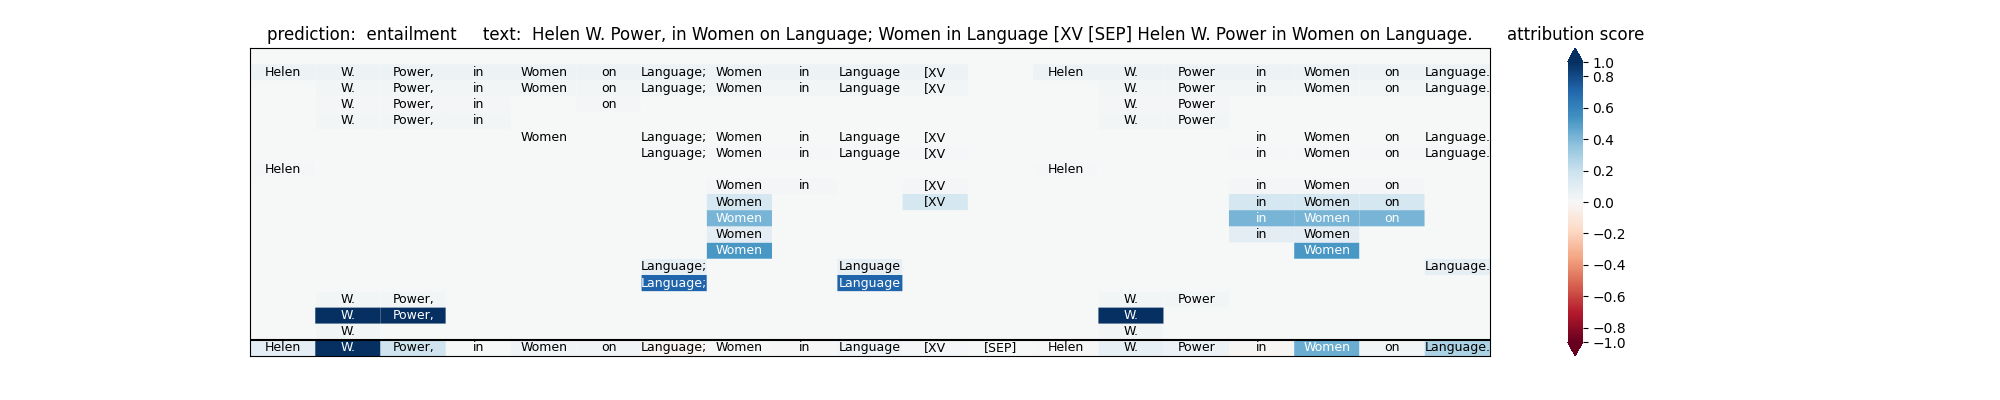 prediction: entailment text: Helen W. Power, in Women on Language; Women in Language [XV [SEP] Helen W. Power in Women on Language. attribution score
Helen W. Power, in Women on Language; Women in Language [XV Helen W. Power in Women on Language.
W. Power, in Women on Language; Women in Language [XV W. Power in Women on Language.
W. Power, in on W. Power
W. Power, in W. Power
Women Language; Women in Language [XV in Women on Language.
Language; Women in Language [XV in Women on Language.
Helen Helen
Women in [XV in Women on
Women [XV in Women on
Women in Women on
Women in Women
Women Women
Language; Language Language.
Language; Language
W. Power, W. Power
W. Power, W.
W. W.
Helen W. Power, in Women on Language; Women in Language [XV [SEP] Helen W. Power in Women on Language.
1.0
0.8
0.6
0.4
0.2
0.0
−0.2
−0.4
−0.6
−0.8
−1.0